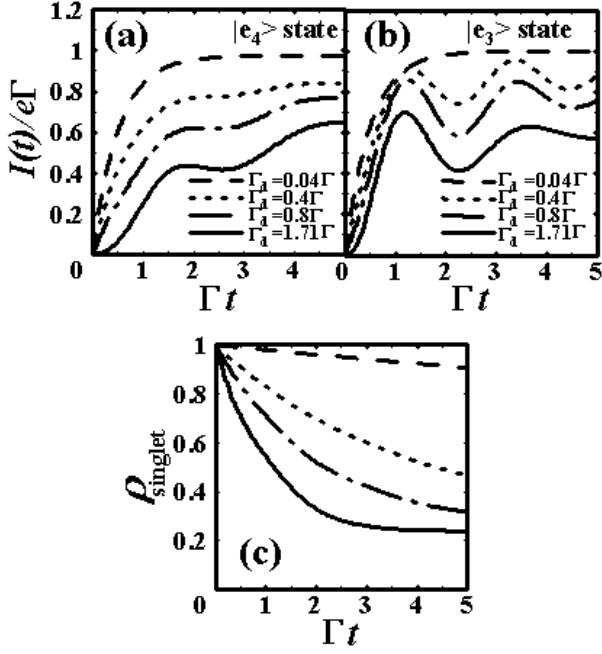 (a)
|e4> state
I(t)/eΓ
1.2
1
0.8
0.6
0.4
0.2
Γd=0.04Γ
Γd=0.4Γ
Γd=0.8Γ
Γd=1.71Γ
0 1 2 3 4 5
Γt
(b)
|e3> state
Γd=0.04Γ
Γd=0.4Γ
Γd=0.8Γ
Γd=1.71Γ
0 1 2 3 4 5
Γt
ρsinglet
1
0.8
0.6
0.4
0.2
(c)
0 1 2 3 4 5
Γt